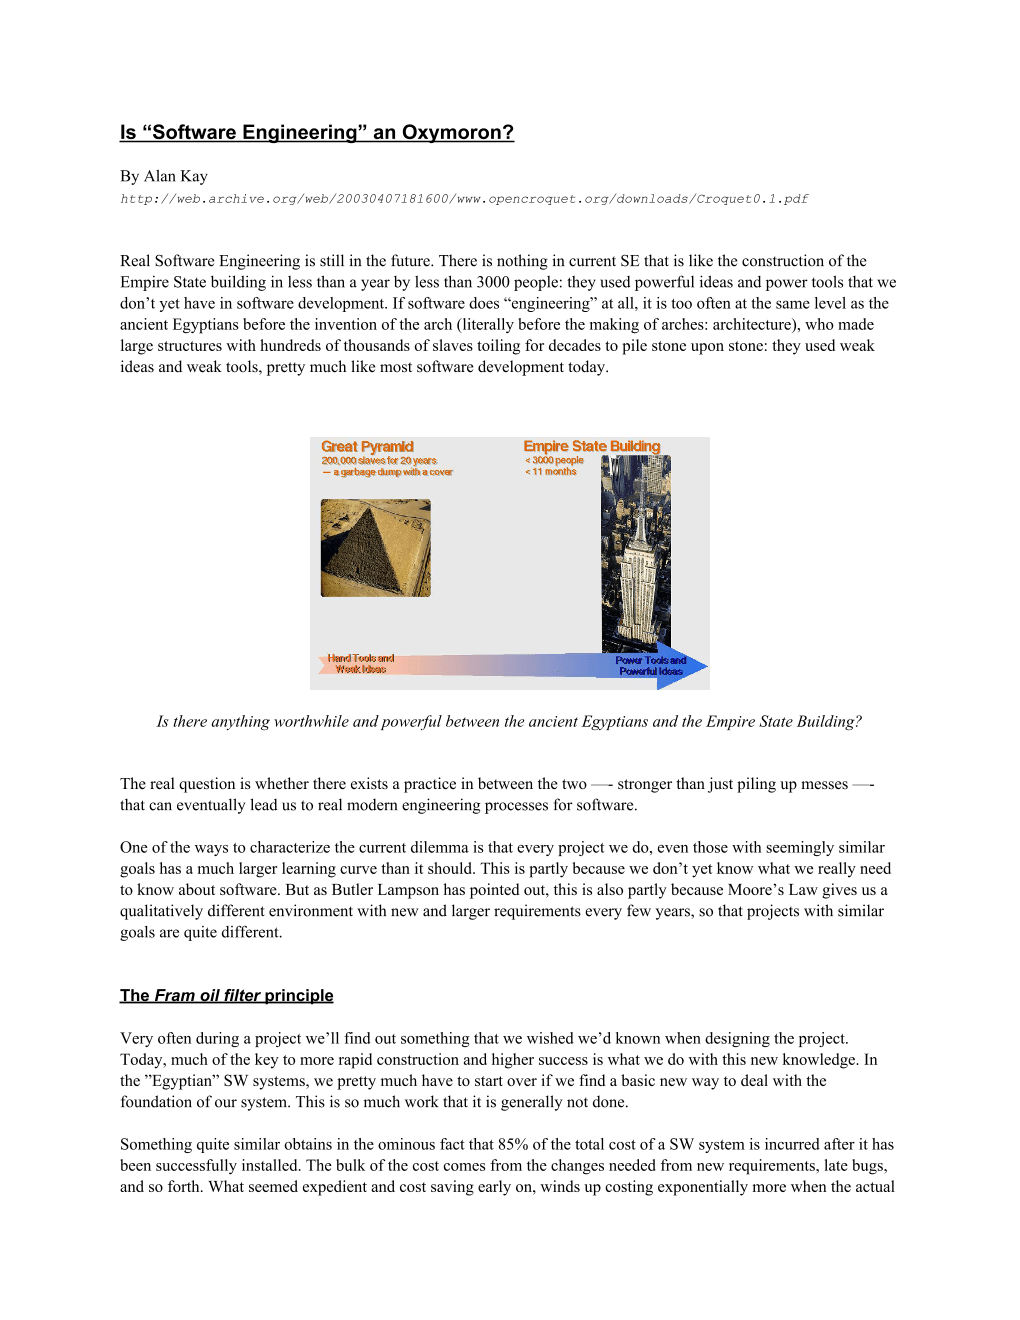 Is “Software Engineering” an Oxymoron?
By Alan Kay
http://web.archive.org/web/20030407181600/www.opencroquet.org/downloads/Croquet0.1.pdf
Real Software Engineering is still in the future. There is nothing in current SE that is like the construction of the
Empire State building in less than a year by less than 3000 people: they used powerful ideas and power tools that we
don’t yet have in software development. If software does “engineering” at all, it is too often at the same level as the
ancient Egyptians before the invention of the arch (literally before the making of arches: architecture), who made
large structures with hundreds of thousands of slaves toiling for decades to pile stone upon stone: they used weak
ideas and weak tools, pretty much like most software development today.
Great Pyramid
200,000 slaves for 20 years
— a garbage dump with a cover
Empire State Building
< 3000 people
< 11 months
Hand Tools and
Weak Ideas
Power Tools and
Powerful Ideas
Is there anything worthwhile and powerful between the ancient Egyptians and the Empire State Building?
The real question is whether there exists a practice in between the two —- stronger than just piling up messes —-
that can eventually lead us to real modern engineering processes for software.
One of the ways to characterize the current dilemma is that every project we do, even those with seemingly similar
goals has a much larger learning curve than it should. This is partly because we don’t yet know what we really need
to know about software. But as Butler Lampson has pointed out, this is also partly because Moore’s Law gives us a
qualitatively different environment with new and larger requirements every few years, so that projects with similar
goals are quite different.
The Fram oil filter principle
Very often during a project we’ll find out something that we wished we’d known when designing the project.
Today, much of the key to more rapid construction and higher success is what we do with this new knowledge. In
the ”Egyptian” SW systems, we pretty much have to start over if we find a basic new way to deal with the
foundation of our system. This is so much work that it is generally not done.
Something quite similar obtains in the ominous fact that 85% of the total cost of a SW system is incurred after it has
been successfully installed. The bulk of the cost comes from the changes needed from new requirements, late bugs,
and so forth. What seemed expedient and cost saving early on, winds up costing exponentially more when the actual